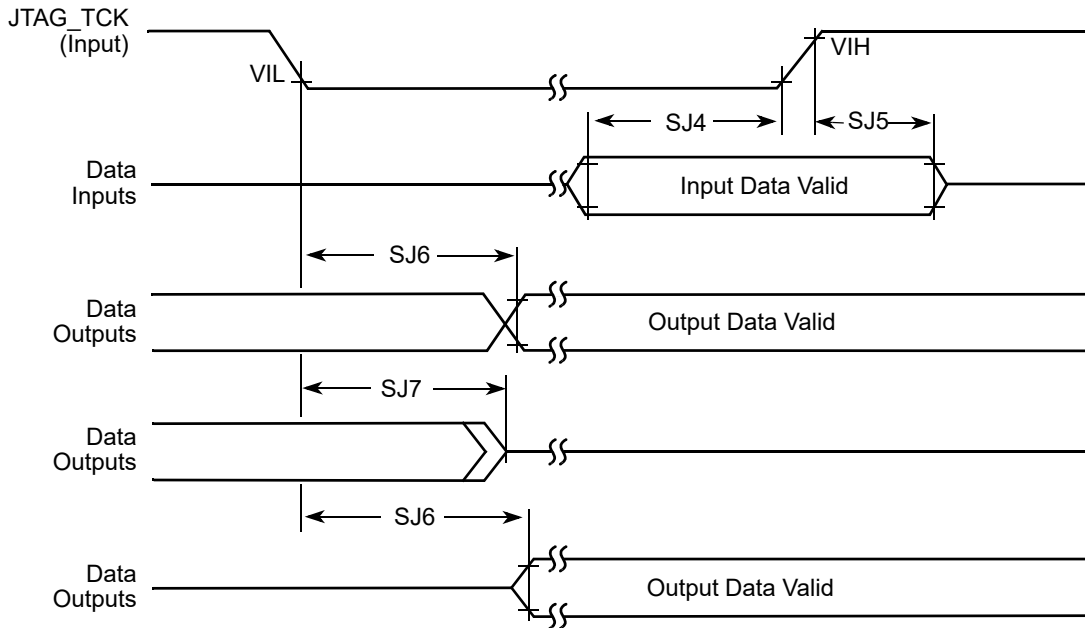 JTAG_TCK
(Input)
VIL
VIH
SJ4
SJ5
Data
Inputs
Input Data Valid
SJ6
Data
Outputs
Output Data Valid
SJ7
Data
Outputs
SJ6
Data
Outputs
Output Data Valid